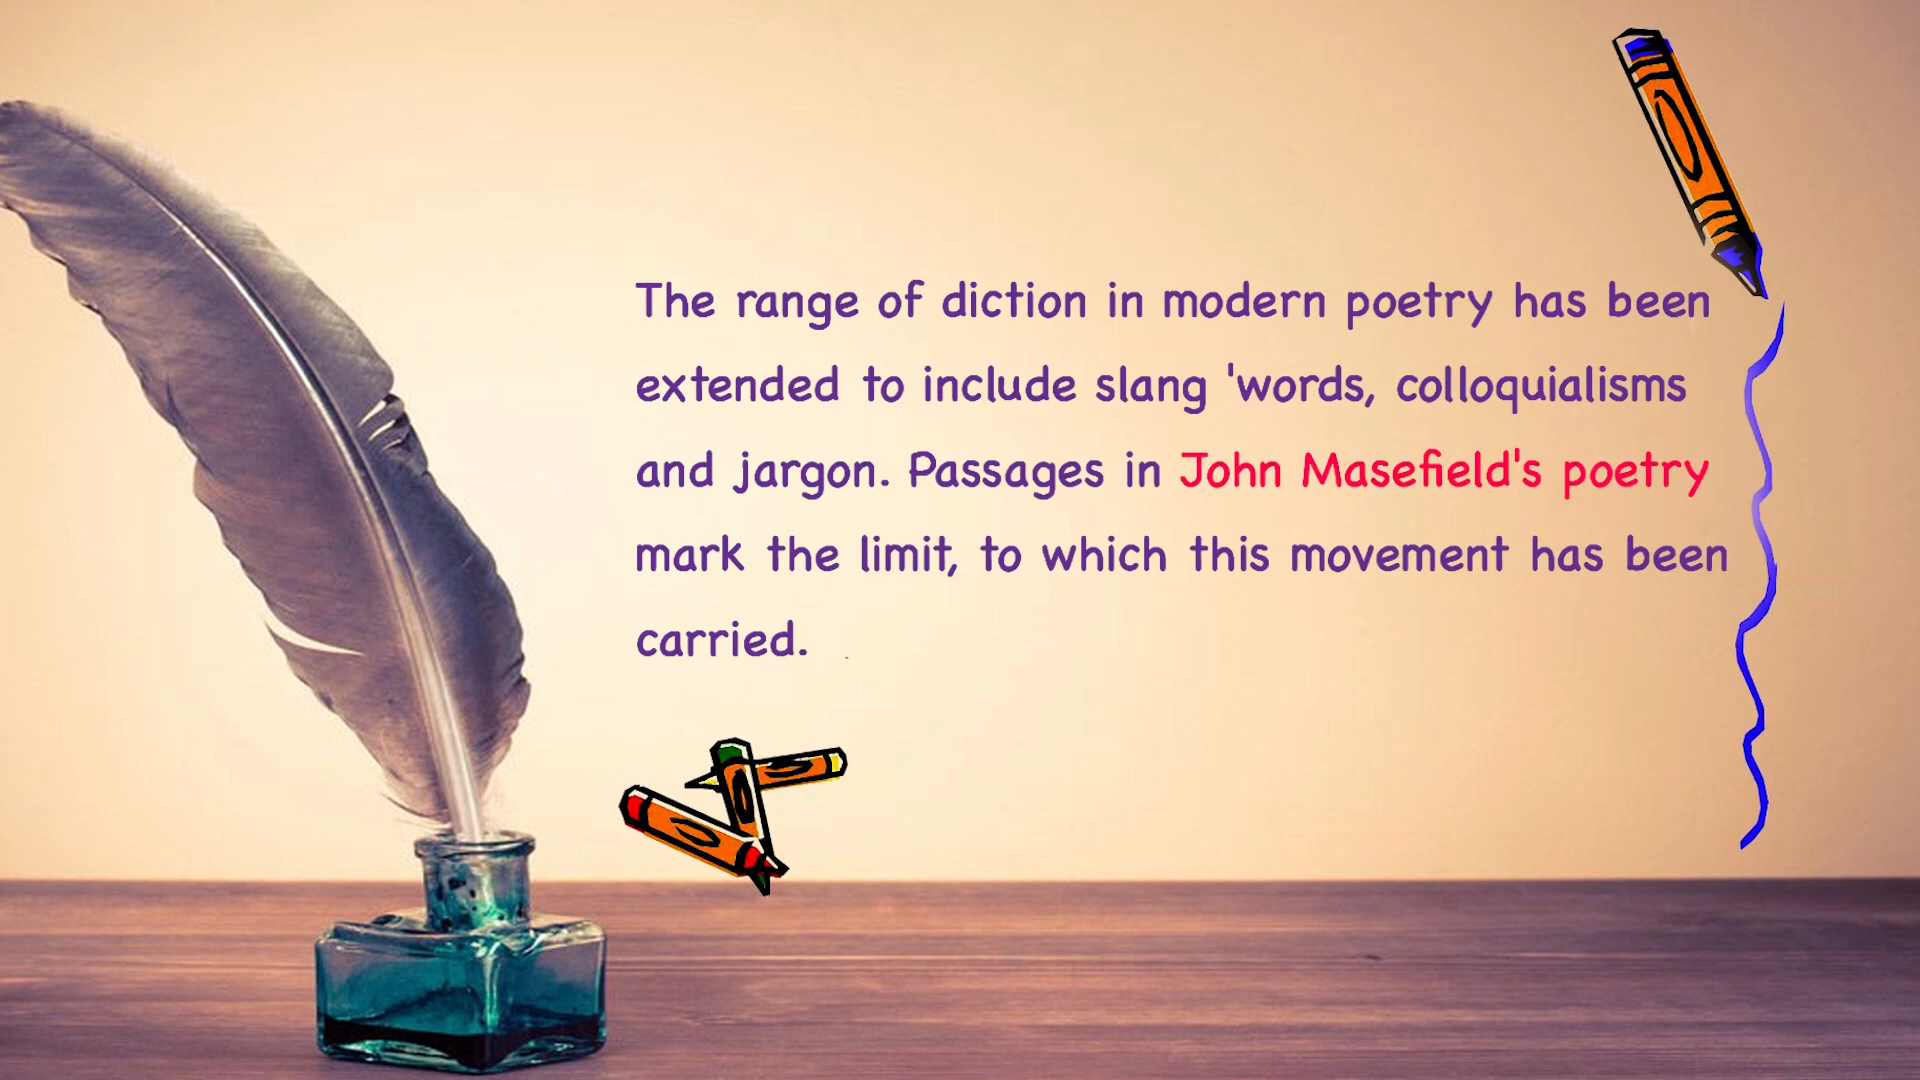 The range of diction in modern poetry has been
extended to include slang 'words, colloquialisms
and jargon. Passages in John Masefield's poetry
mark the limit, to which this movement has been
carried.